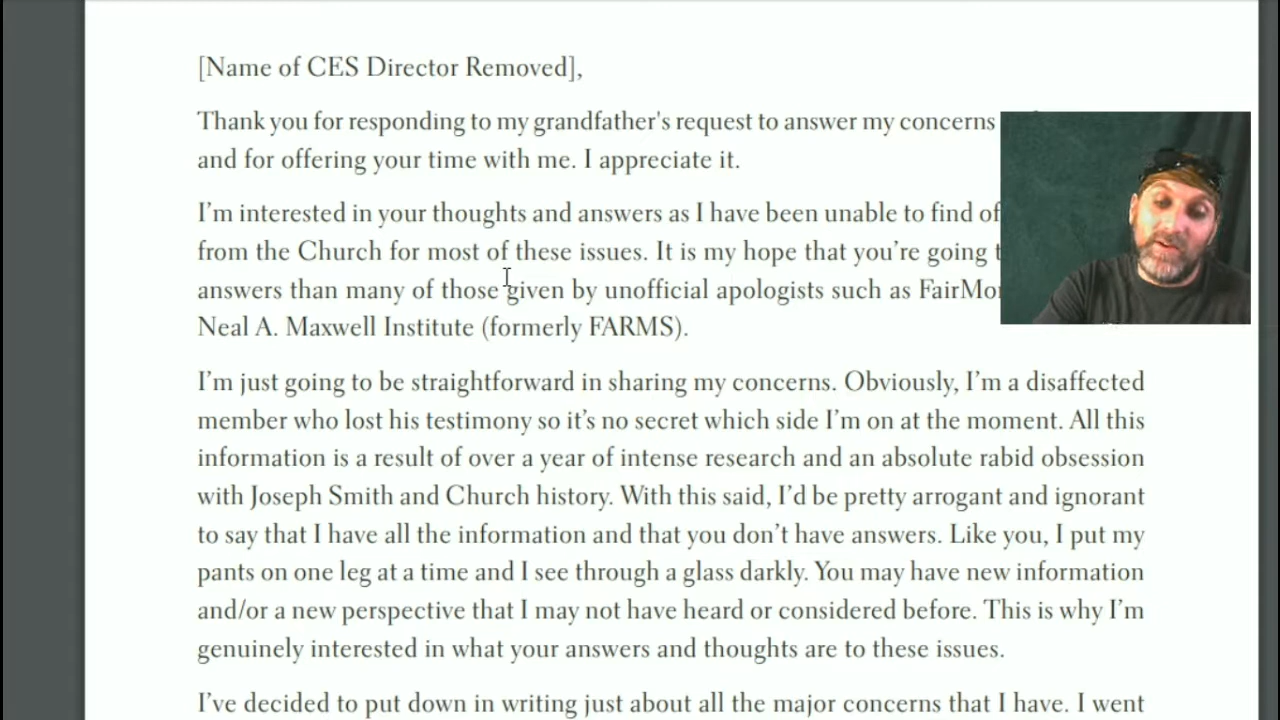 [Name of CES Director Removed],
Thank you for responding to my grandfather's request to answer my concerns
and for offering your time with me. I appreciate it.
I'm interested in your thoughts and answers as I have been unable to find
from the Church for most of these issues. It is my hope that you're going
answers than many of those given by unofficial apologists such as
Neal A. Maxwell Institute (formerly FARMS).
I'm just going to be straightforward in sharing my concerns. Obviously, I'm a disaffected
member who lost his testimony so it's no secret which side I'm on at the moment. All this
information is a result of over a year of intense research and an absolute rabid obsession
with Joseph Smith and Church history. With this said, I'd be pretty arrogant and ignorant
to say that I have all the information and that you don't have answers. Like you, I put my
pants on one leg at a time and I see through a glass darkly. You may have new information
and/or a new perspective that I may not have heard or considered before. This is why I'm
genuinely interested in what your answers and thoughts are to these issues.
I've decided to put down in writing just about all the major concerns that I have. I went